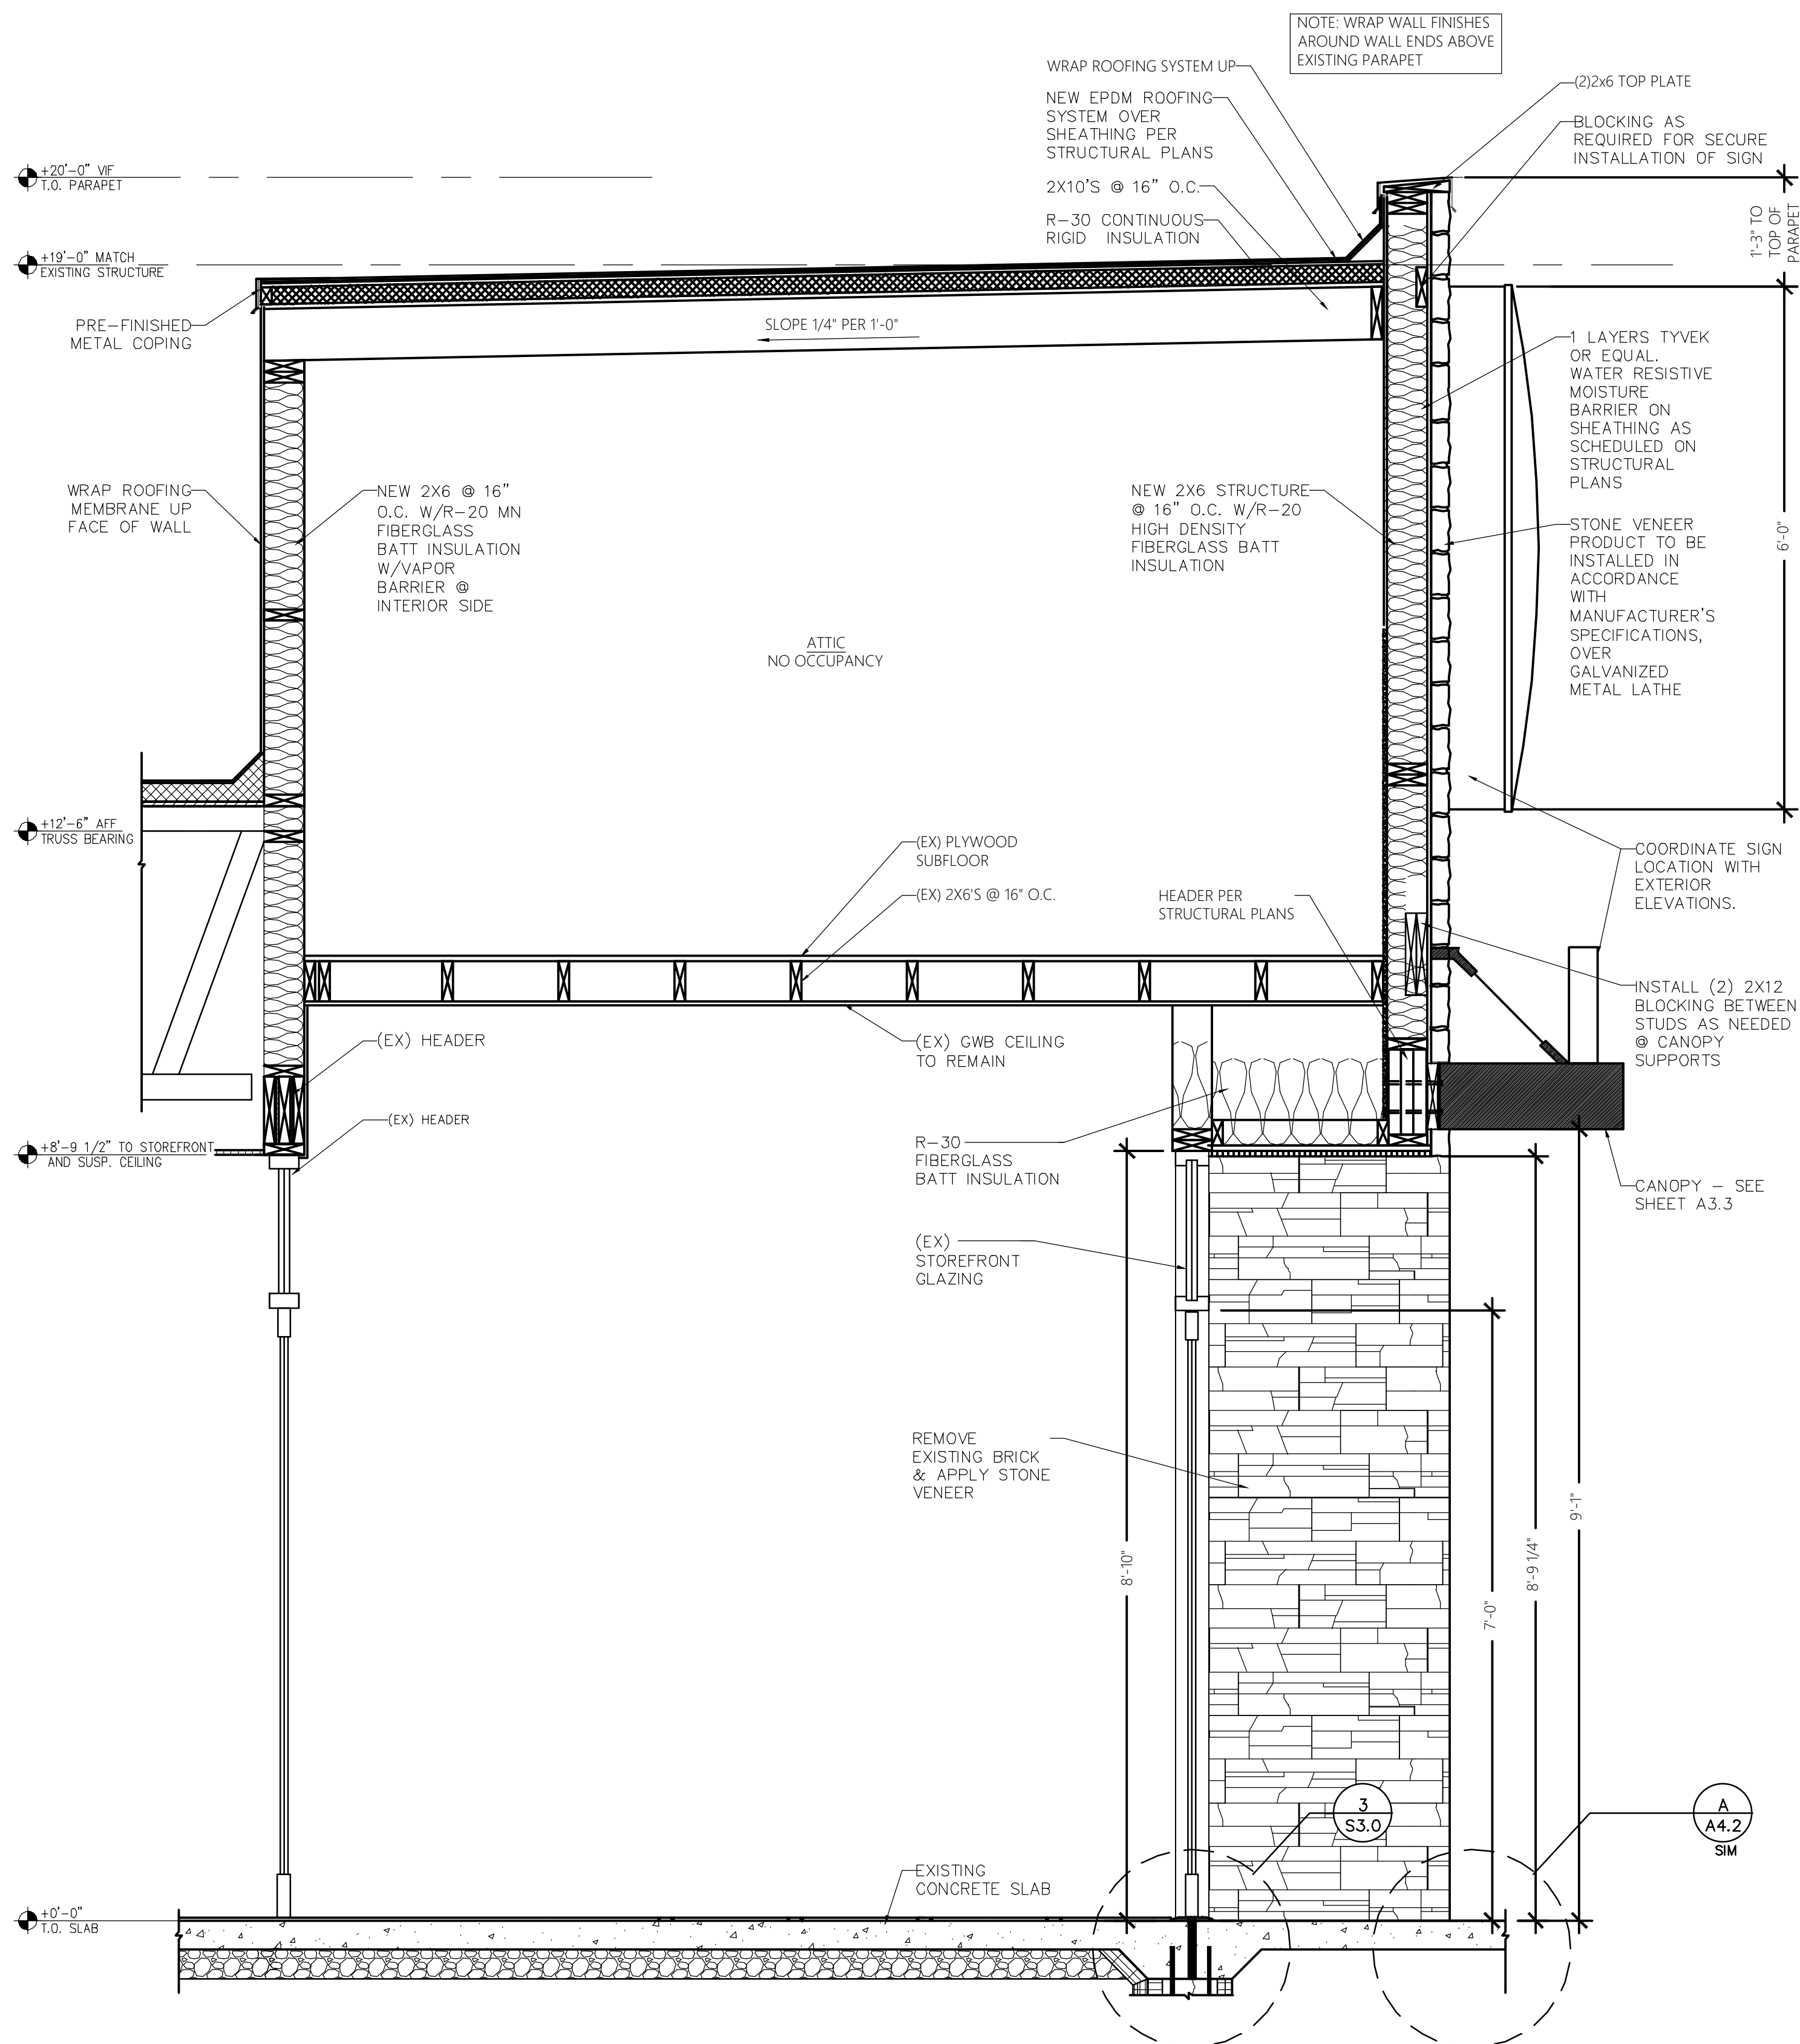 NOTE: WRAP WALL FINISHES
AROUND WALL ENDS ABOVE
EXISTING PARAPET
WRAP ROOFING SYSTEM UP
NEW EPDM ROOFING
SYSTEM OVER
SHEATHING PER
STRUCTURAL PLANS
2X10'S @ 16" O.C.
R-30 CONTINUOUS
RIGID INSULATION
(2)2x6 TOP PLATE
BLOCKING AS
REQUIRED FOR SECURE
INSTALLATION OF SIGN
+20'-0" VIF
T.O. PARAPET
+19'-0" MATCH
EXISTING STRUCTURE
1'-3" TO
TOP OF
PARAPET
PRE-FINISHED
METAL COPING
SLOPE 1/4" PER 1'-0"
1 LAYERS TYVEK
OR EQUAL.
WATER RESISTIVE
MOISTURE
BARRIER ON
SHEATHING AS
SCHEDULED ON
STRUCTURAL
PLANS
WRAP ROOFING
MEMBRANE UP
FACE OF WALL
NEW 2X6 @ 16"
O.C. W/R-20 MN
FIBERGLASS
BATT INSULATION
W/VAPOR
BARRIER @
INTERIOR SIDE
NEW 2X6 STRUCTURE
@ 16" O.C. W/R-20
HIGH DENSITY
FIBERGLASS BATT
INSULATION
STONE VENEER
PRODUCT TO BE
INSTALLED IN
ACCORDANCE
WITH
MANUFACTURER'S
SPECIFICATIONS,
OVER
GALVANIZED
METAL LATHE
6'-0"
ATTIC
NO OCCUPANCY
+12'-6" AFF
TRUSS BEARING
(EX) PLYWOOD
SUBFLOOR
(EX) 2X6'S @ 16" O.C.
HEADER PER
STRUCTURAL PLANS
COORDINATE SIGN
LOCATION WITH
EXTERIOR
ELEVATIONS.
INSTALL (2) 2X12
BLOCKING BETWEEN
STUDS AS NEEDED
@ CANOPY
SUPPORTS
(EX) HEADER
(EX) GWB CEILING
TO REMAIN
(EX) HEADER
+8'-9 1/2" TO STOREFRONT
AND SUSP. CEILING
R-30
FIBERGLASS
BATT INSULATION
CANOPY - SEE
SHEET A3.3
(EX)
STOREFRONT
GLAZING
REMOVE
EXISTING BRICK
& APPLY STONE
VENEER
8'-10"
7'-0"
8'-9 1/4"
9'-1"
3
S3.0
A
A4.2
SIM
EXISTING
CONCRETE SLAB
+0'-0"
T.O. SLAB